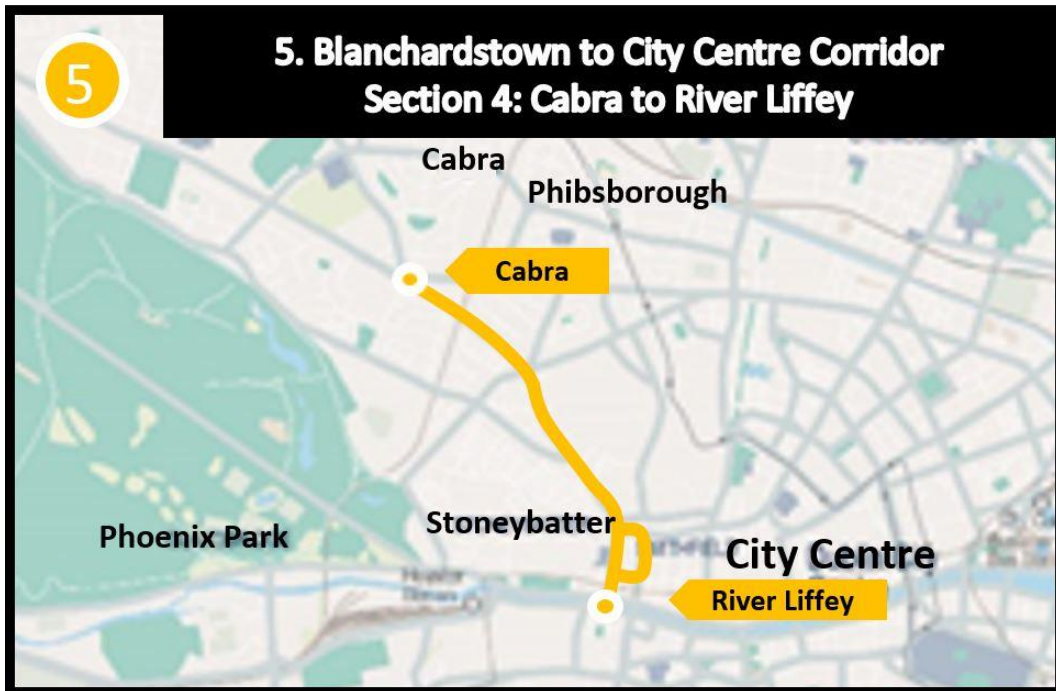 5
5. Blanchardstown to City Centre Corridor
Section 4: Cabra to River Liffey
Cabra
Phibsborough
Cabra
Stoneybatter
Phoenix Park
City Centre
River Liffey